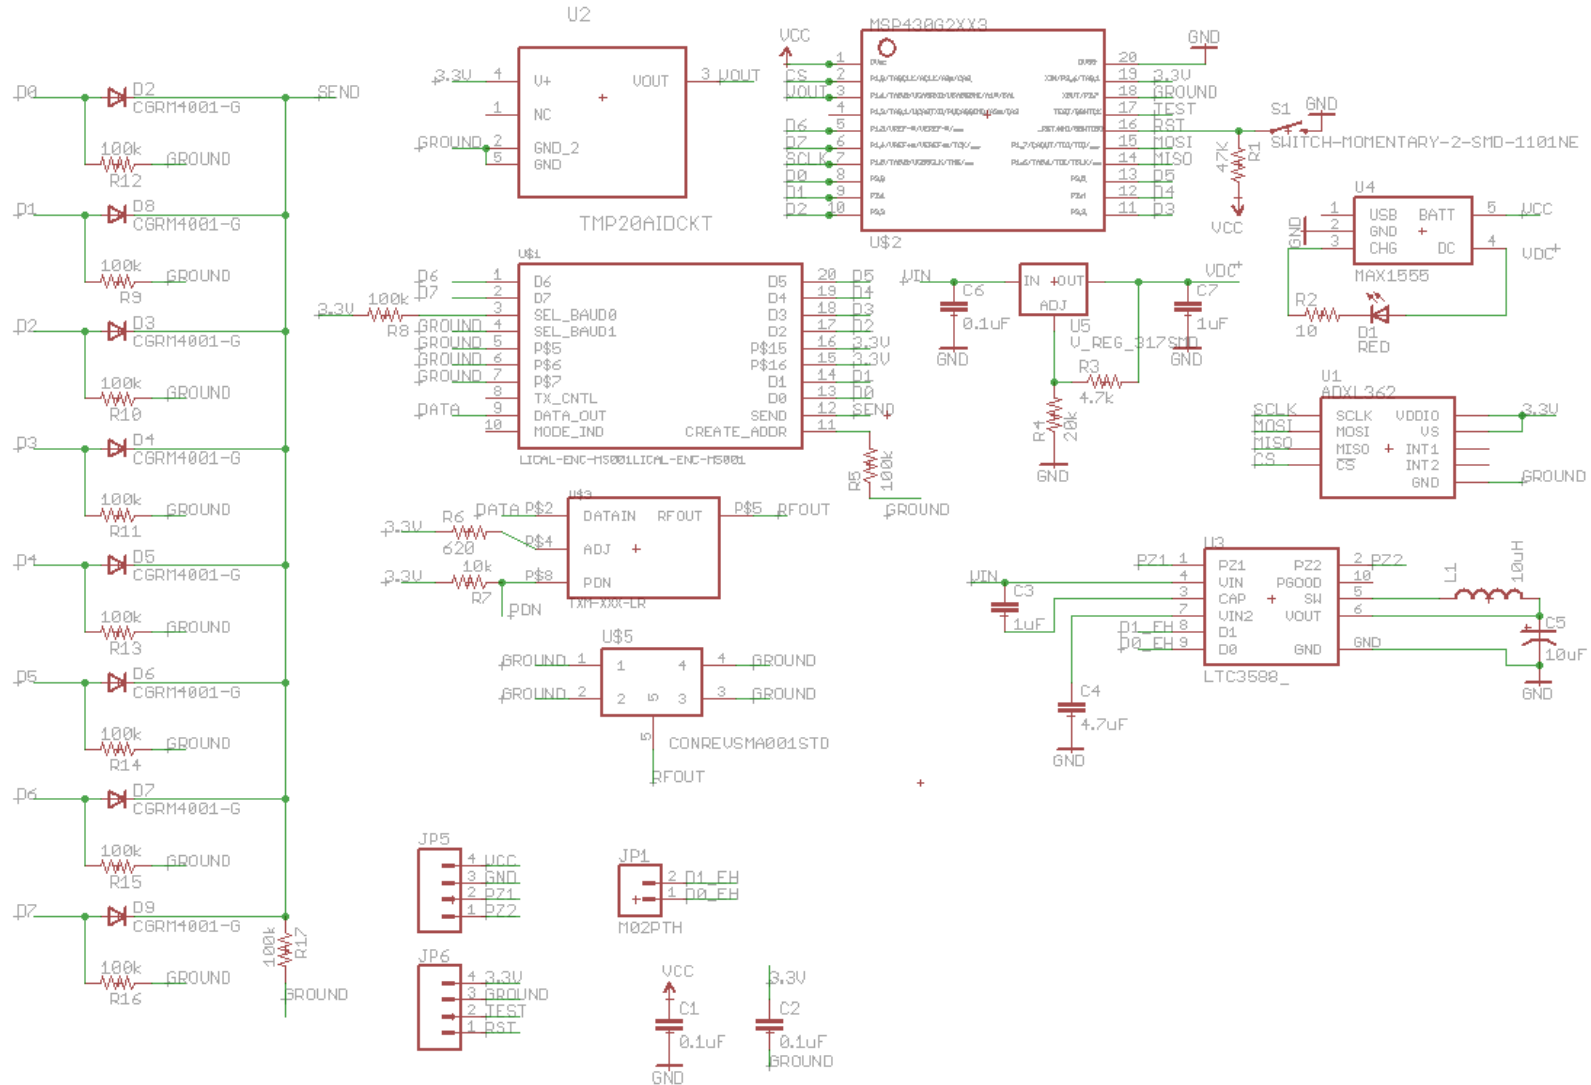 D0
D2
CGRM4001-G
SEND
100k
GROUND
R12
D1
D8
CGRM4001-G
100k
GROUND
R9
D2
D3
CGRM4001-G
100k
GROUND
R10
D3
D4
CGRM4001-G
100k
GROUND
R11
D4
D5
CGRM4001-G
100k
GROUND
R13
D5
D6
CGRM4001-G
100k
GROUND
R14
D6
D7
CGRM4001-G
100k
GROUND
R15
D7
D9
CGRM4001-G
100k
GROUND
R16
100k
R17
GROUND
U2
3.3V 4 V+ VOUT 3 VOUT
1 NC
GROUND 2 GND_2
5 GND
TMP20AIDCKT
MSP430G2XX3
VCC
1
CS 2
VOUT 3
4
D6 5
D7 6
SCLK 7
D0 8
D1 9
D2 10
20 GND
19 3.3V
18 GROUND
17 TEST
16 RST
15 MOSI
14 MISO
13 D5
12 D4
11 D3
U$2
S1
GND
SWITCH-MOMENTARY-2-SMD-1101NE
47K
R1
VCC
U4
1 USB BATT 5 VCC
GND 2 GND
3 CHG DC 4 VDC
MAX1555
R2
10
D1
RED
U$1
D6 1 D6 D5 20 D5
D7 2 D7 D4 19 D4
3.3V 100k R8 3 SEL_BAUD0 D3 18 D3
GROUND 4 SEL_BAUD1 D2 17 D2
GROUND 5 P$5 P$15 16 3.3V
GROUND 6 P$6 P$16 15 3.3V
GROUND 7 P$7 D1 14 D1
8 TX_CNTL D0 13 D0
DATA 9 DATA_OUT SEND 12 SEND
10 MODE_IND CREATE_ADDR 11
LICAL-ENC-MS001LICAL-ENC-MS001
R5
100k
GROUND
VIN
C6
0.1uF
GND
IN OUT
ADJ
U5
V_REG_317SMD
VDC
C7
1uF
GND
R3
4.7k
R4
20k
GND
U1
ADXL362
SCLK SCLK VDDIO 3.3V
MOSI MOSI VS
MISO MISO INT1
CS CS INT2
GND GROUND
U$3
DATA P$2 DATAIN RFOUT P$5 RFOUT
3.3V R6 620 P$4 ADJ
3.3V 10k R7 P$8 PDN
PDN
TXM-XXX-LR
U$5
GROUND 1 1 4 4 GROUND
GROUND 2 2 3 3 GROUND
5
5
CONREVSMA001STD
RFOUT
U3
PZ1 1 PZ1 PZ2 2 PZ2
VIN 4 VIN PGOOD 10
3 CAP SW 5
7 VIN2 VOUT 6
D1_EH 8 D1
D0_EH 9 D0 GND GND
LTC3588_
C3
1uF
C4
4.7uF
GND
L1
10uH
C5
10uF
GND
JP5
4 VCC
3 GND
2 PZ1
1 PZ2
JP1
2 D1_EH
1 D0_EH
M02PTH
JP6
4 3.3V
3 GROUND
2 TEST
1 RST
VCC
C1
0.1uF
GND
3.3V
C2
0.1uF
GROUND